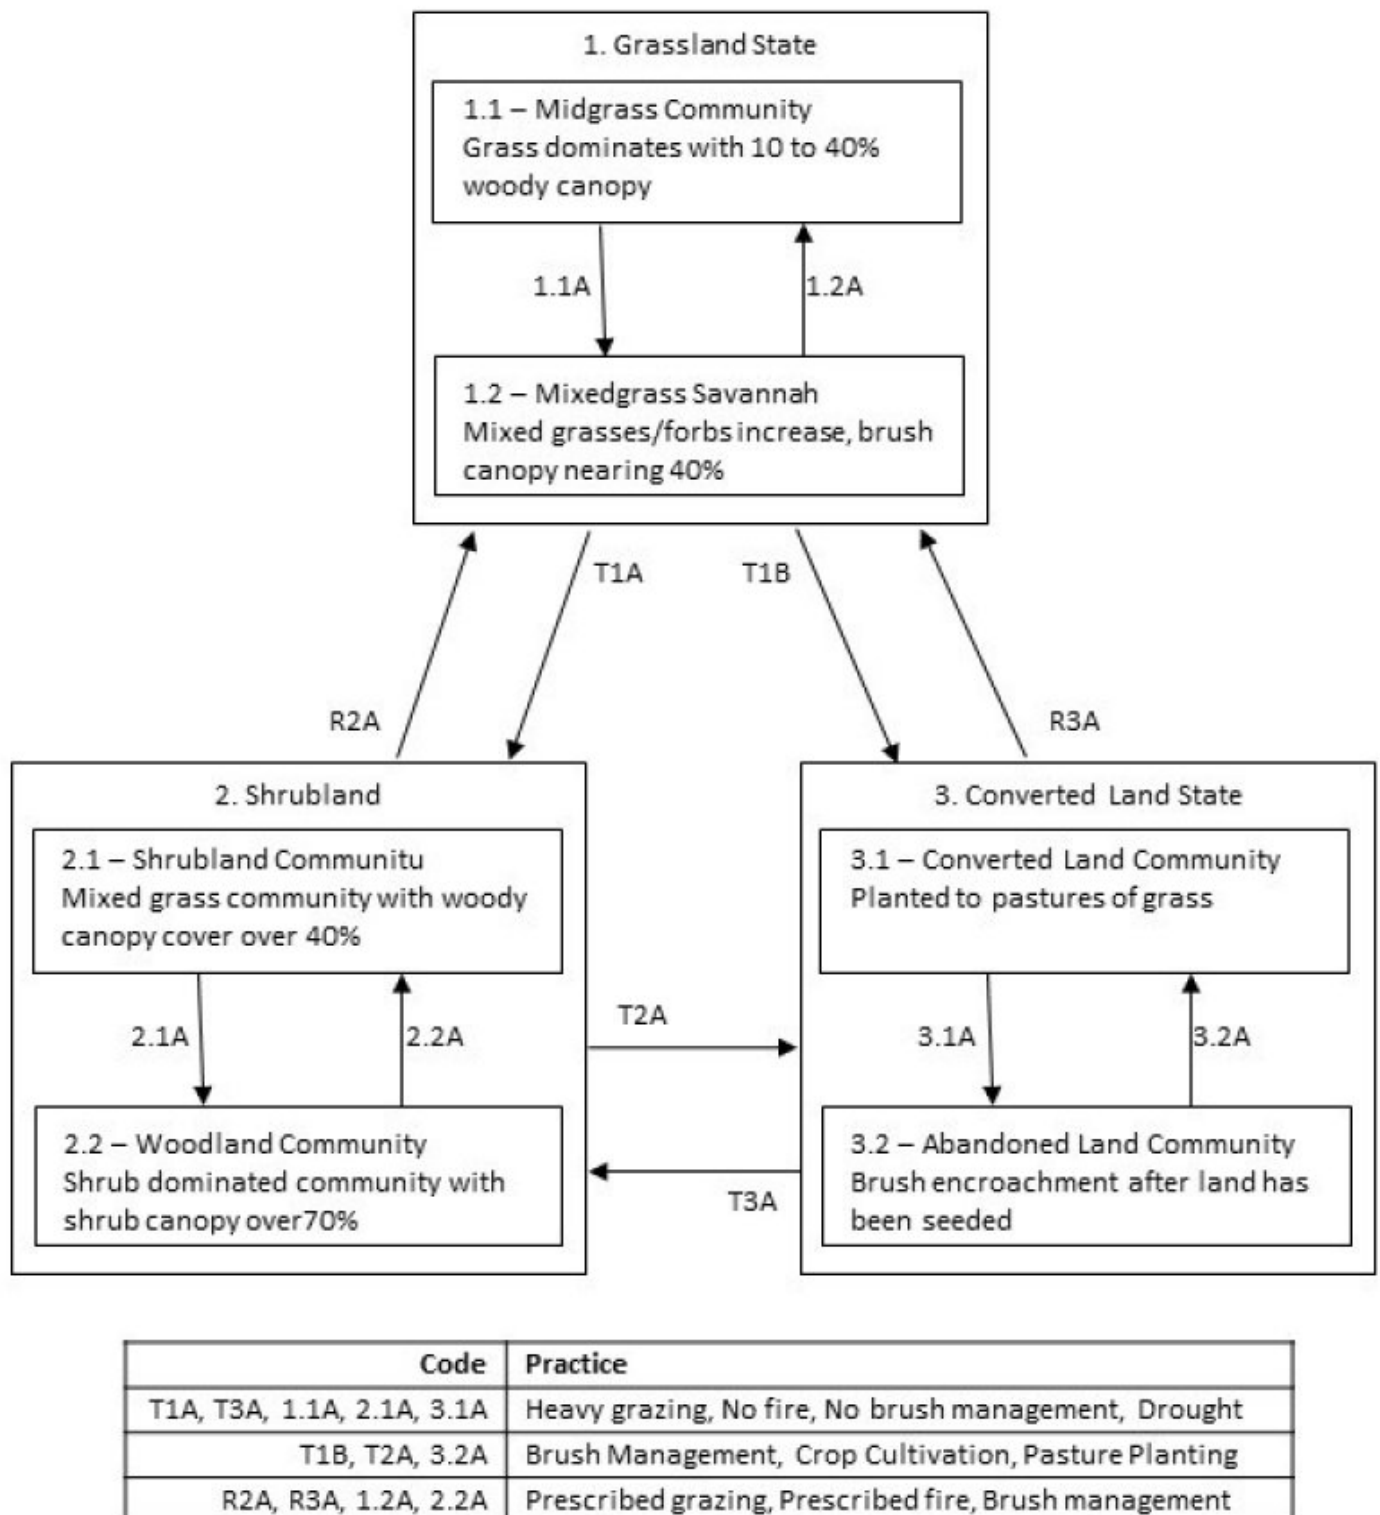 1. Grassland State
1.1 – Midgrass Community
Grass dominates with 10 to 40%
woody canopy
1.1A
1.2A
1.2 – Mixedgrass Savannah
Mixed grasses/forbs increase, brush
canopy nearing 40%
T1A
T1B
R2A
R3A
2. Shrubland
2.1 – Shrubland Communitu
Mixed grass community with woody
canopy cover over 40%
2.1A
2.2A
2.2 – Woodland Community
Shrub dominated community with
shrub canopy over70%
T2A
T3A
3. Converted Land State
3.1 – Converted Land Community
Planted to pastures of grass
3.1A
3.2A
3.2 – Abandoned Land Community
Brush encroachment after land has
been seeded
Code Practice
T1A, T3A, 1.1A, 2.1A, 3.1A Heavy grazing, No fire, No brush management, Drought
T1B, T2A, 3.2A Brush Management, Crop Cultivation, Pasture Planting
R2A, R3A, 1.2A, 2.2A Prescribed grazing, Prescribed fire, Brush management